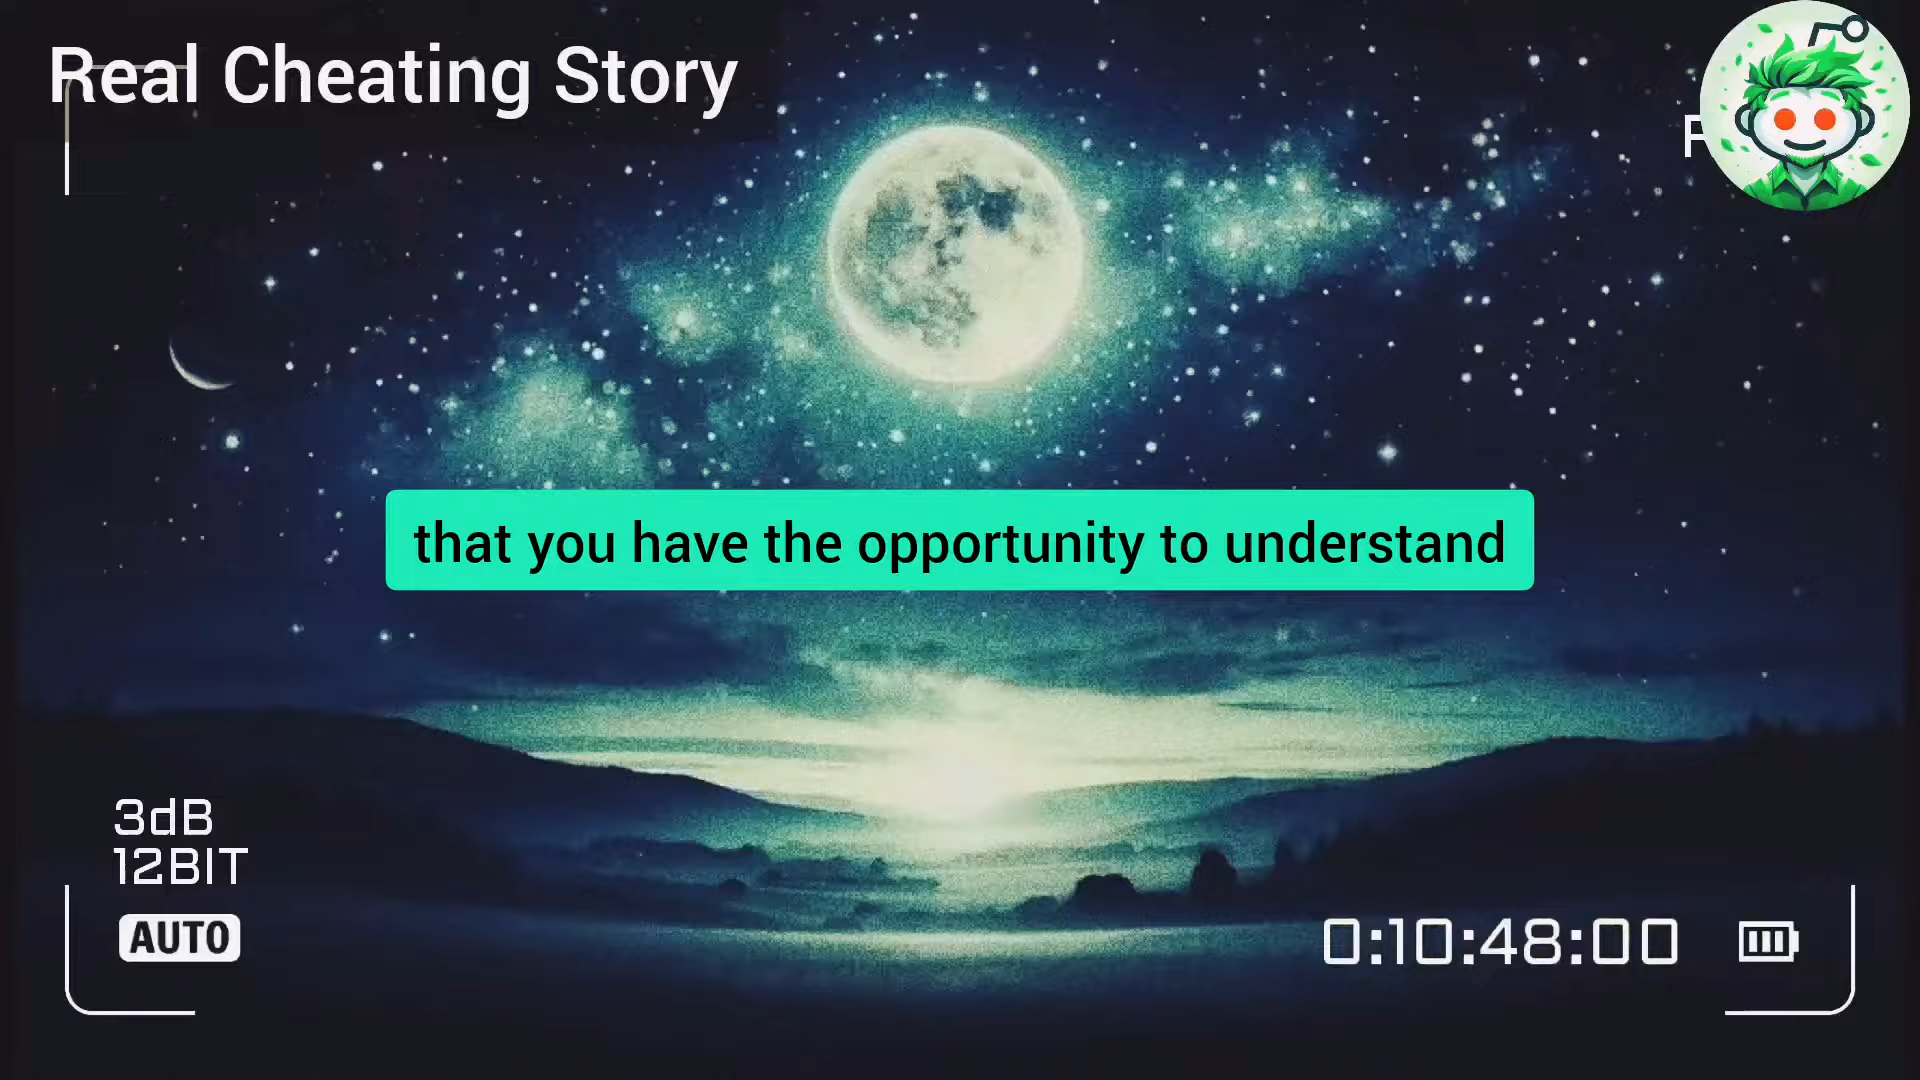 Real Cheating Story
that you have the opportunity to understand
3dB
12BIT
AUTO
0:10:48:00